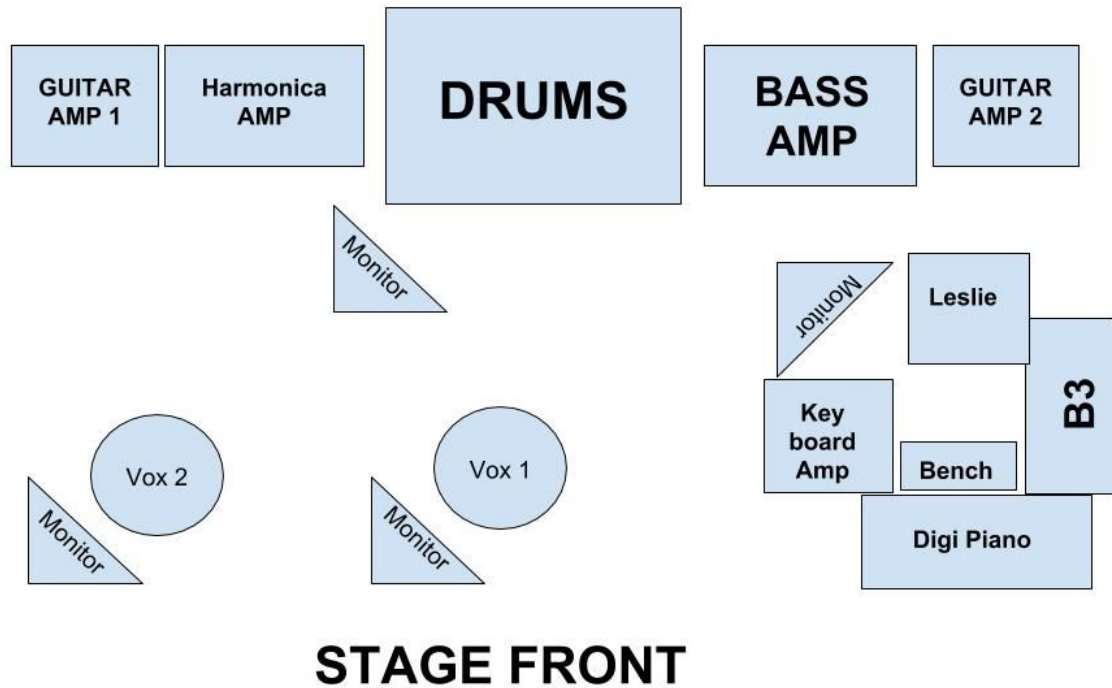 GUITAR
AMP 1
Harmonica
AMP
DRUMS
BASS
AMP
GUITAR
AMP 2
Monitor
Monitor
Leslie
B3
Key
board
Amp
Bench
Digi Piano
Vox 2
Monitor
Vox 1
Monitor
STAGE FRONT